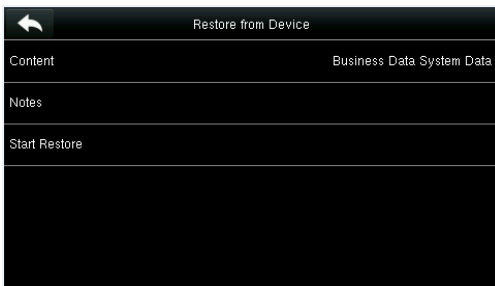 Restore from Device
Content Business Data System Data
Notes
Start Restore